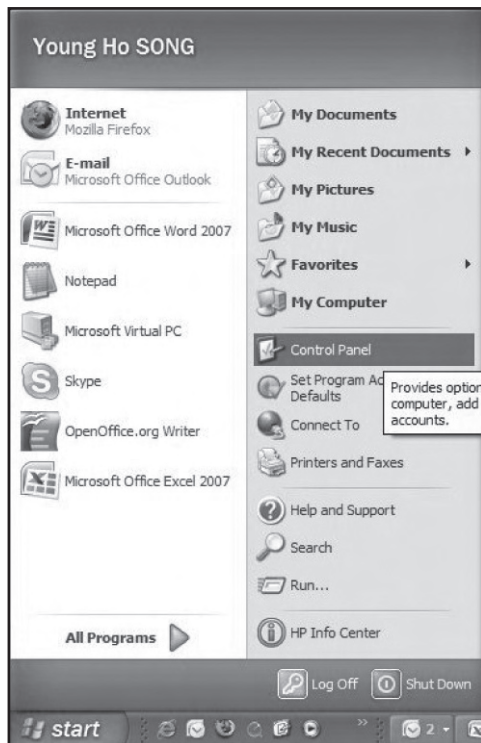 Young Ho SONG
Internet
Mozilla Firefox
E-mail
Microsoft Office Outlook
Microsoft Office Word 2007
Notepad
Microsoft Virtual PC
Skype
OpenOffice.org Writer
Microsoft Office Excel 2007
All Programs
My Documents
My Recent Documents
My Pictures
My Music
Favorites
My Computer
Control Panel
Set Program
Defaults
Provides
computer, add
accounts.
Connect To
Printers and Faxes
Help and Support
Search
Run...
HP Info Center
Log Off
Shut Down
start
2